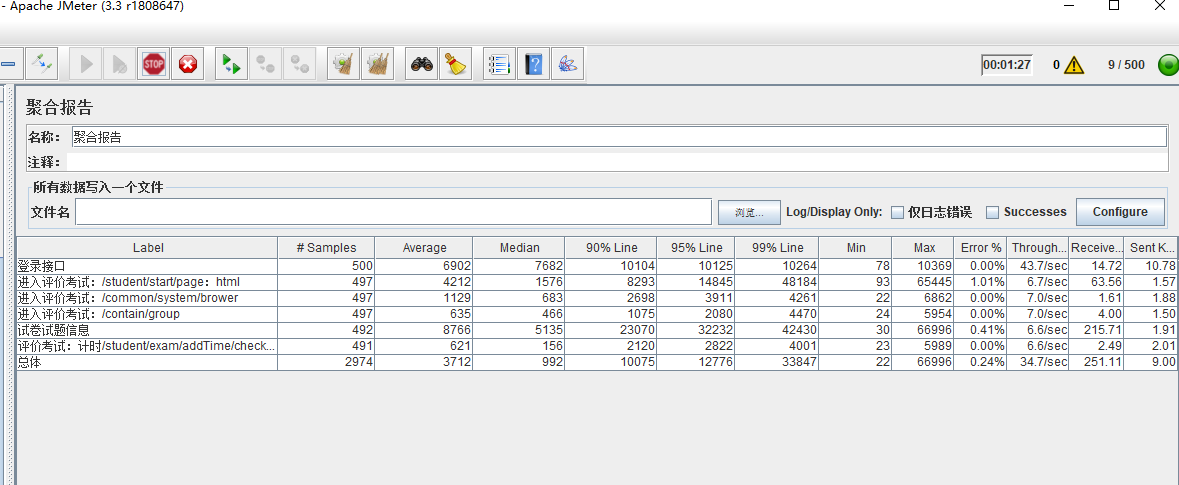 - Apache JMeter (3.3 r1808647)
STOP
00:01:27 0 9 / 500
聚合报告
名称： 聚合报告
注释：
所有数据写入一个文件
文件名 浏览... Log/Display Only: 仅日志错误 Successes Configure
Label # Samples Average Median 90% Line 95% Line 99% Line Min Max Error % Through... Receive... Sent K...
登录接口 500 6902 7682 10104 10125 10264 78 10369 0.00% 43.7/sec 14.72 10.78
进入评价考试：/student/start/page：html 497 4212 1576 8293 14845 48184 93 65445 1.01% 6.7/sec 63.56 1.57
进入评价考试：/common/system/brower 497 1129 683 2698 3911 4261 22 6862 0.00% 7.0/sec 1.61 1.88
进入评价考试：/contain/group 497 635 466 1075 2080 4470 24 5954 0.00% 7.0/sec 4.00 1.50
试卷试题信息 492 8766 5135 23070 32232 42430 30 66996 0.41% 6.6/sec 215.71 1.91
评价考试：计时/student/exam/addTime/check... 491 621 156 2120 2822 4001 23 5989 0.00% 6.6/sec 2.49 2.01
总体 2974 3712 992 10075 12776 33847 22 66996 0.24% 34.7/sec 251.11 9.00